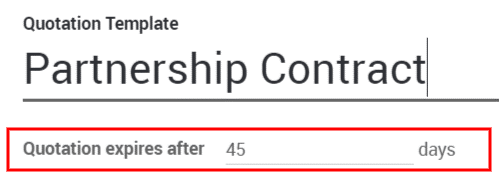 Quotation Template
Partnership Contract
Quotation expires after 45 days